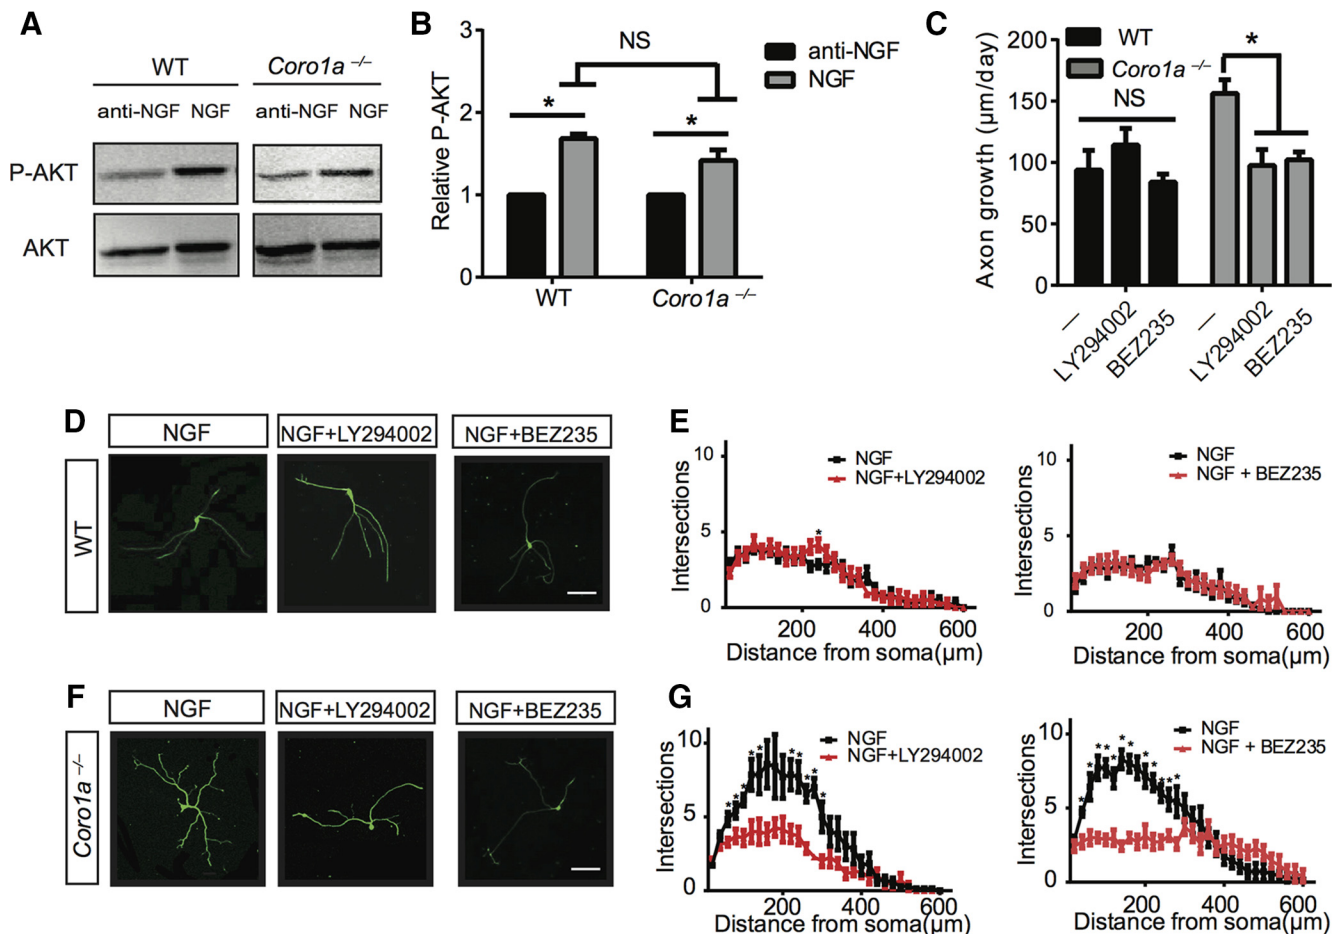 A
WT
Coro1a –/–
anti-NGF NGF
anti-NGF NGF
P-AKT
AKT
B
Relative P-AKT
3
2
1
0
NS
*
*
anti-NGF
NGF
WT
Coro1a –/–
C
Axon growth (μm/day)
200
150
100
50
0
WT
Coro1a –/–
NS
*
—
LY294002
BEZ235
—
LY294002
BEZ235
D
NGF
NGF+LY294002
NGF+BEZ235
WT
E
Intersections
10
5
0
NGF
NGF+LY294002
*
200 400 600
Distance from soma(μm)
Intersections
10
5
0
NGF
NGF + BEZ235
200 400 600
Distance from soma(μm)
F
NGF
NGF+LY294002
NGF+BEZ235
Coro1a –/–
G
Intersections
10
5
0
NGF
NGF+LY294002
* * * * * * * * * *
200 400 600
Distance from soma(μm)
Intersections
10
5
0
NGF
NGF + BEZ235
* * * * * * * * * * * * *
200 400 600
Distance from soma(μm)